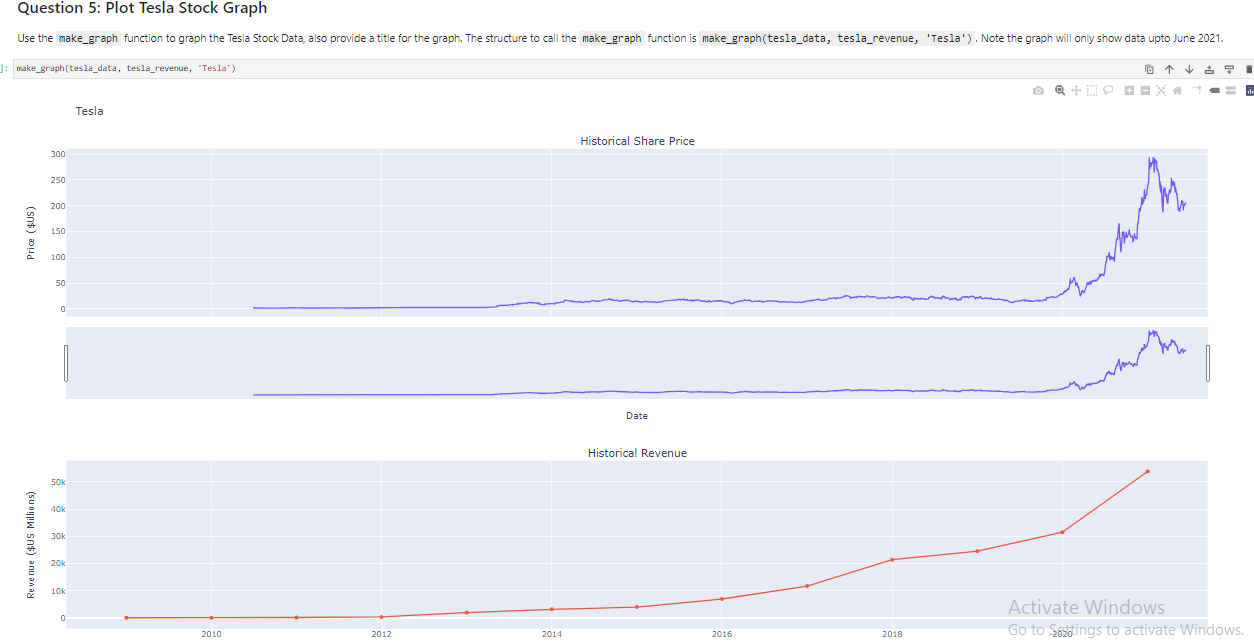 Question 5: Plot Tesla Stock Graph
Use the make_graph function to graph the Tesla Stock Data, also provide a title for the graph. The structure to call the make_graph function is make_graph(tesla_data, tesla_revenue, 'Tesla') . Note the graph will only show data upto June 2021.
]: make_graph(tesla_data, tesla_revenue, 'Tesla')
Tesla
Historical Share Price
Price ($US)
300
250
200
150
100
50
0
Date
Historical Revenue
Revenue ($US Millions)
50k
40k
30k
20k
10k
0
2010
2012
2014
2016
2018
2020
Activate Windows
Go to Settings to activate Windows.